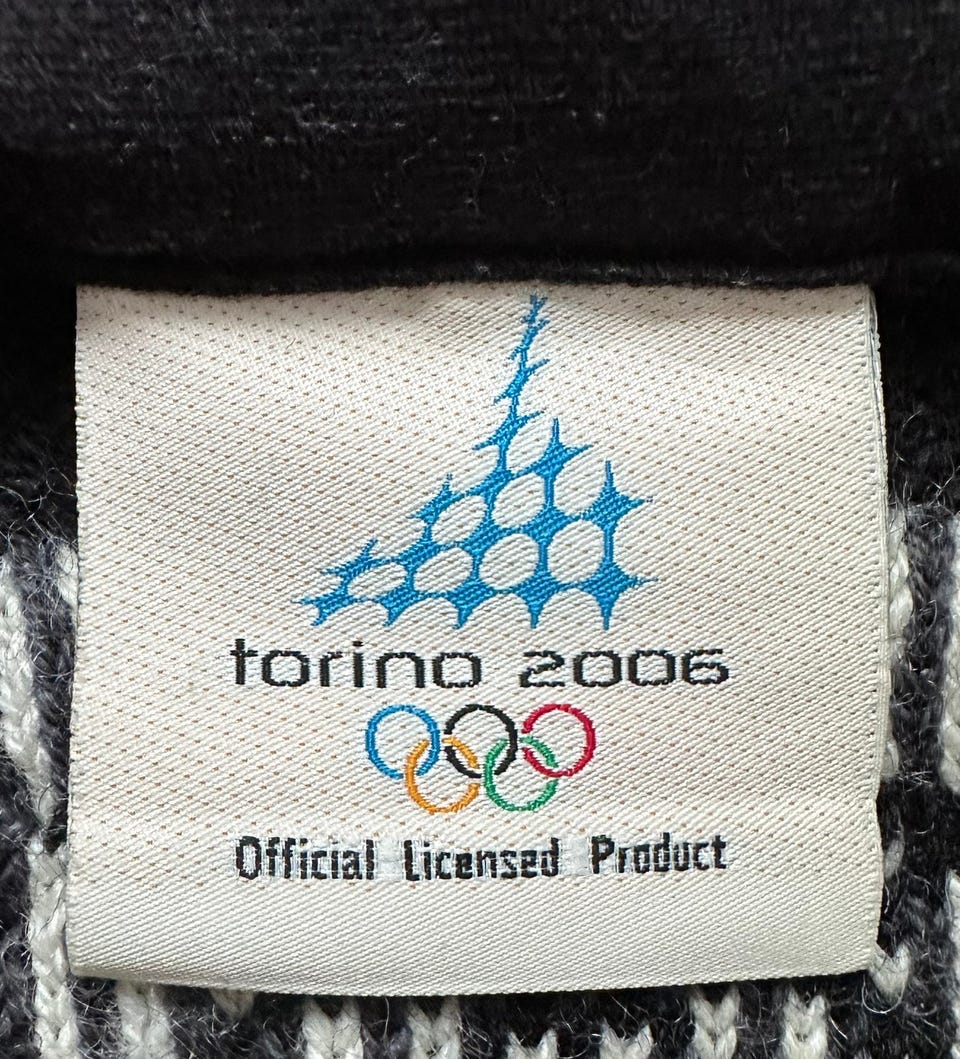 torino 2006
Official Licensed Product